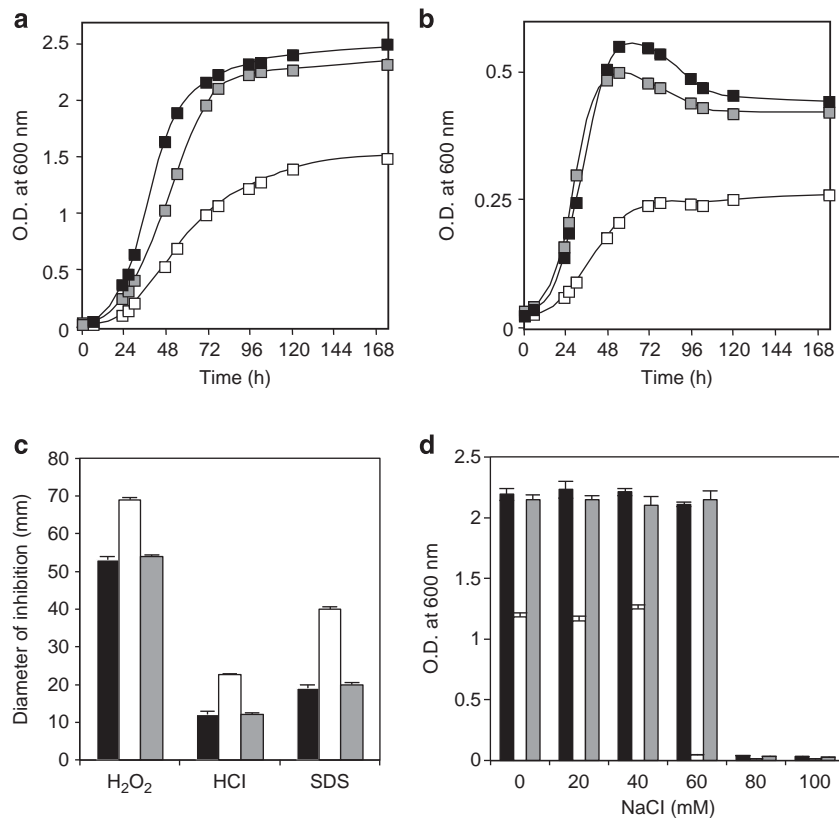 a
2.5
2
1.5
1
0.5
0
O.D. at 600 nm
0 24 48 72 96 120 144 168
Time (h)
b
0.5
0.25
0
O.D. at 600 nm
0 24 48 72 96 120 144 168
Time (h)
c
80
70
60
50
40
30
20
10
0
Diameter of inhibition (mm)
H₂O₂ HCl SDS
d
2.5
2
1.5
1
0.5
0
O.D. at 600 nm
0 20 40 60 80 100
NaCl (mM)